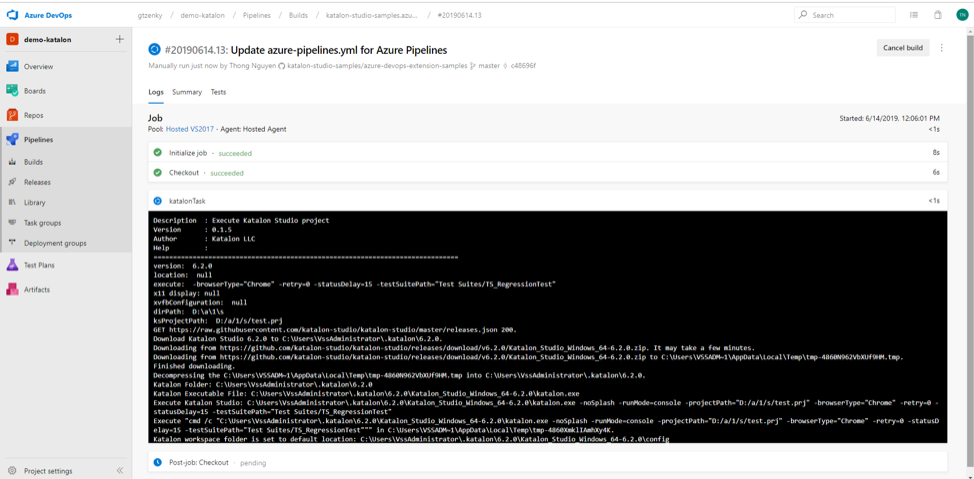 Azure DevOps
gtzenky / demo-katalon / Pipelines / Builds / katalon-studio-samples.azu... / #20190614.13
Search
TN
D demo-katalon
Overview
Boards
Repos
Pipelines
Builds
Releases
Library
Task groups
Deployment groups
Test Plans
Artifacts
Project settings
#20190614.13: Update azure-pipelines.yml for Azure Pipelines
Cancel build
Manually run just now by Thong Nguyen katalon-studio-samples/azure-devops-extension-samples master c48696f
Logs Summary Tests
Job
Started: 6/14/2019, 12:06:01 PM
Pool: Hosted VS2017 · Agent: Hosted Agent
<1s
Initialize job · succeeded 8s
Checkout · succeeded 6s
katalonTask <1s
Description : Execute Katalon Studio project
Version : 0.1.5
Author : Katalon LLC
Help :
==============================================================================
version: 6.2.0
location: null
execute: -browserType="Chrome" -retry=0 -statusDelay=15 -testSuitePath="Test Suites/TS_RegressionTest"
x11 display: null
xvfbConfiguration: null
dirPath: D:\a\1\s
ksProjectPath: D:/a/1/s/test.prj
GET https://raw.githubusercontent.com/katalon-studio/katalon-studio/master/releases.json 200.
Download Katalon Studio 6.2.0 to C:\Users\VssAdministrator\.katalon\6.2.0.
Downloading from https://github.com/katalon-studio/katalon-studio/releases/download/v6.2.0/Katalon_Studio_Windows_64-6.2.0.zip. It may take a few minutes.
Downloading from https://github.com/katalon-studio/katalon-studio/releases/download/v6.2.0/Katalon_Studio_Windows_64-6.2.0.zip to C:\Users\VSSADM~1\AppData\Local\Temp\tmp-4860N962VbXUF9HM.tmp.
Finished downloading.
Decompressing the C:\Users\VSSADM~1\AppData\Local\Temp\tmp-4860N962VbXUF9HM.tmp into C:\Users\VssAdministrator\.katalon\6.2.0.
Katalon Folder: C:\Users\VssAdministrator\.katalon\6.2.0
Katalon Executable File: C:\Users\VssAdministrator\.katalon\6.2.0\Katalon_Studio_Windows_64-6.2.0\katalon.exe
Execute Katalon Studio: C:\Users\VssAdministrator\.katalon\6.2.0\Katalon_Studio_Windows_64-6.2.0\katalon.exe -noSplash -runMode=console -projectPath="D:/a/1/s/test.prj" -browserType="Chrome" -retry=0 -
statusDelay=15 -testSuitePath="Test Suites/TS_RegressionTest"
Execute "cmd /c "C:\Users\VssAdministrator\.katalon\6.2.0\Katalon_Studio_Windows_64-6.2.0\katalon.exe -noSplash -runMode=console -projectPath="D:/a/1/s/test.prj" -browserType="Chrome" -retry=0 -statusD
elay=15 -testSuitePath="Test Suites/TS_RegressionTest""" in C:\Users\VSSADM~1\AppData\Local\Temp\tmp-4860XmklIAmhXy4K.
Katalon workspace folder is set to default location: C:\Users\VssAdministrator\.katalon\6.2.0\Katalon_Studio_Windows_64-6.2.0\config
Post-job: Checkout · pending